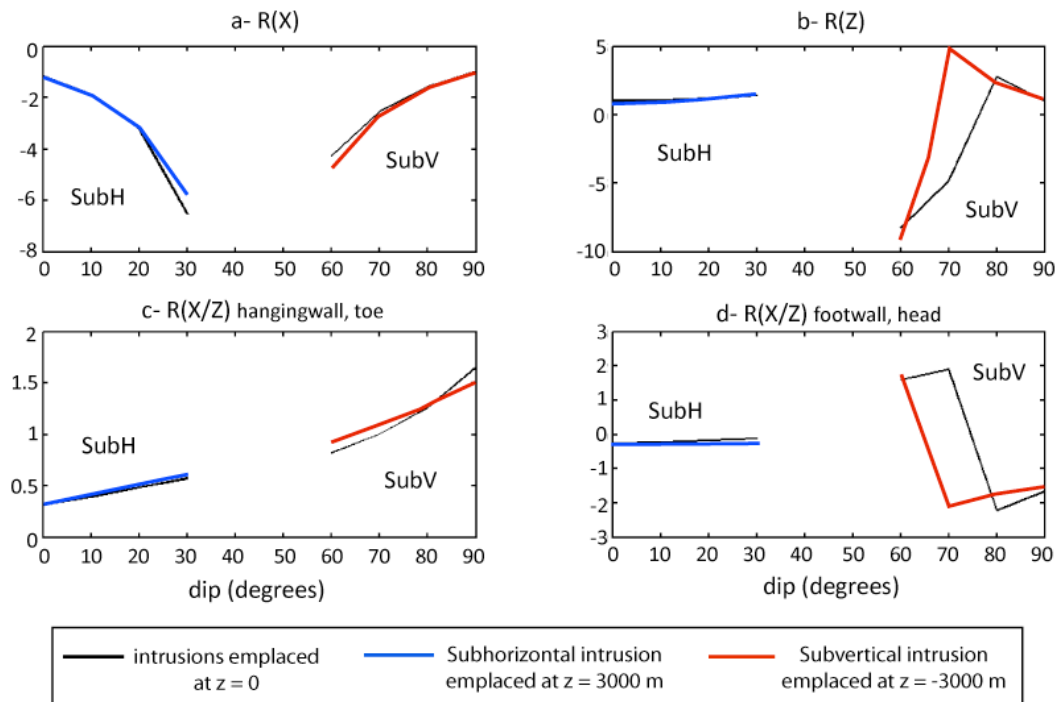 a- R(X)
b- R(Z)
0
-2
-4
-6
-8
SubH
SubV
0 10 20 30 40 50 60 70 80 90
5
0
-5
-10
SubH
SubV
0 10 20 30 40 50 60 70 80 90
c- R(X/Z) hangingwall, toe
d- R(X/Z) footwall, head
2
1.5
1
0.5
0
SubH
SubV
0 10 20 30 40 50 60 70 80 90
dip (degrees)
3
2
1
0
-1
-2
-3
SubH
SubV
0 10 20 30 40 50 60 70 80 90
dip (degrees)
intrusions emplaced
at z = 0
Subhorizontal intrusion
emplaced at z = 3000 m
Subvertical intrusion
emplaced at z = -3000 m